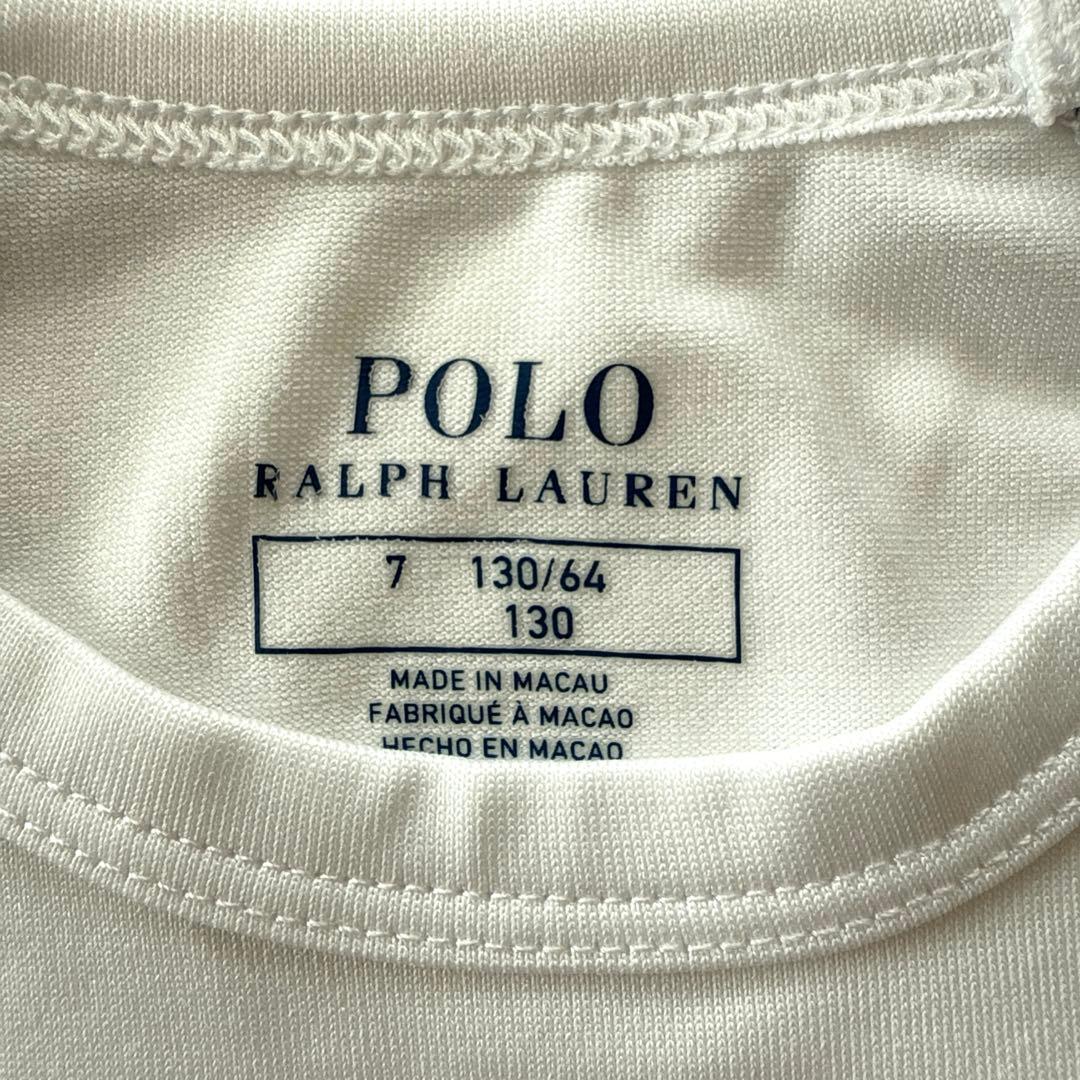 POLO
RALPH LAUREN
7 130/64
130
MADE IN MACAU
FABRIQUÉ À MACAO
HECHO EN MACAO